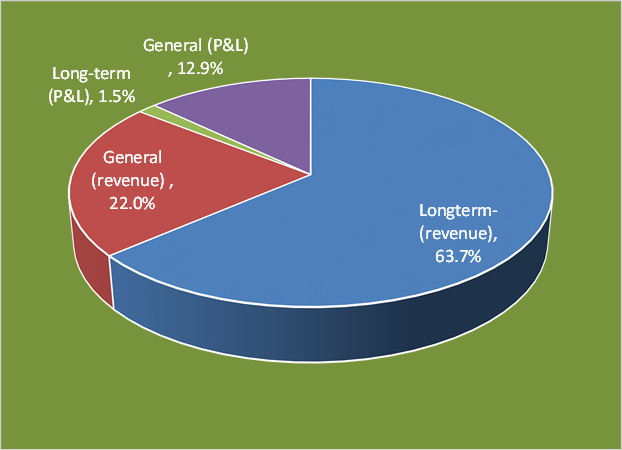 General (P&L)
, 12.9%
Long-term
(P&L), 1.5%
General
(revenue) ,
22.0%
Longterm-
(revenue),
63.7%